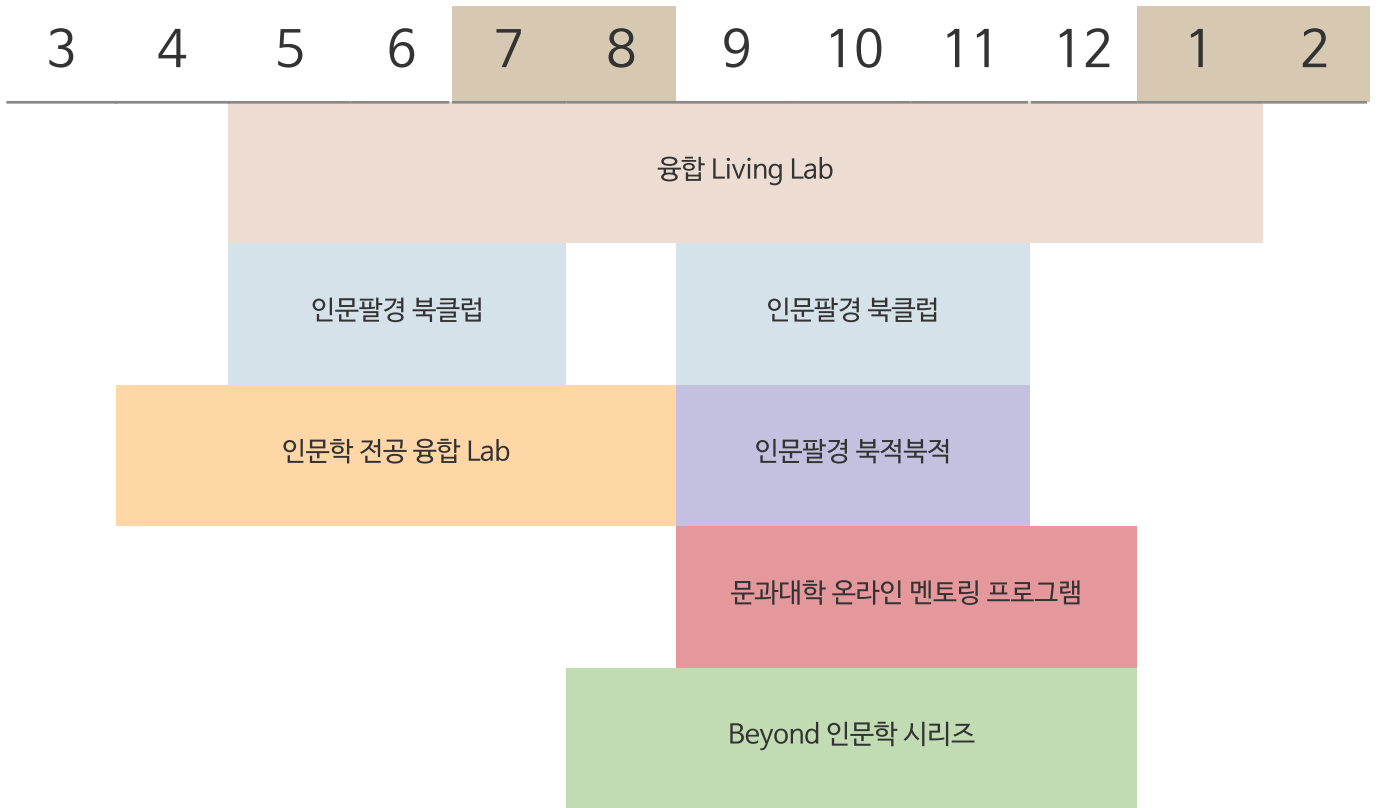 3 4 5 6 7 8 9 10 11 12 1 2
융합 Living Lab
인문팔경 북클럽 인문팔경 북클럽
인문학 전공 융합 Lab 인문팔경 북적북적
문과대학 온라인 멘토링 프로그램
Beyond 인문학 시리즈